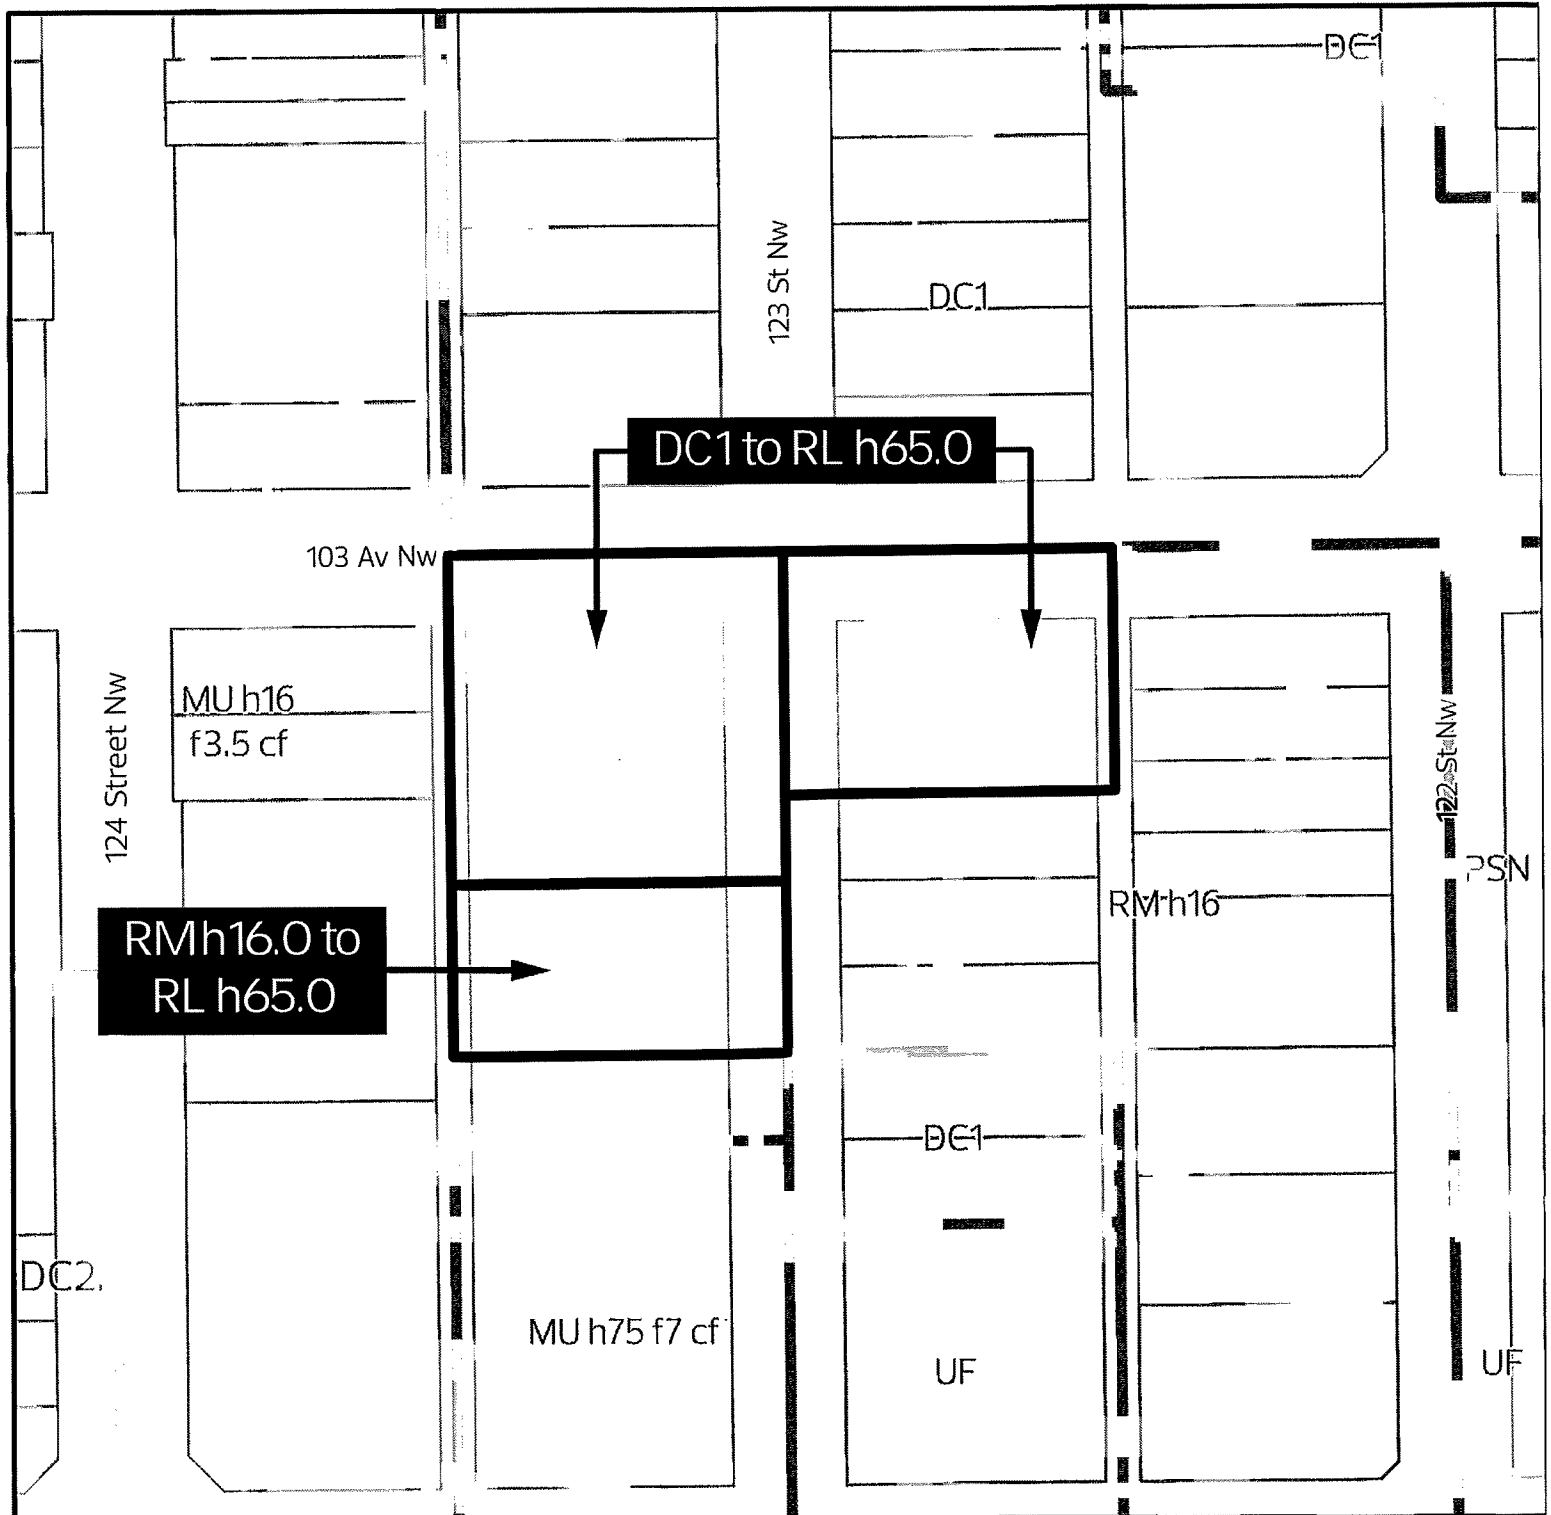 DC1
123 St Nw
DC1
DC1 to RL h65.0
103 Av Nw
MU h16
f3.5 cf
124 Street Nw
122 St Nw
PSN
RM h16
RM h16.0 to
RL h65.0
DC1
DC2
MU h75 f7 cf
UF
UF